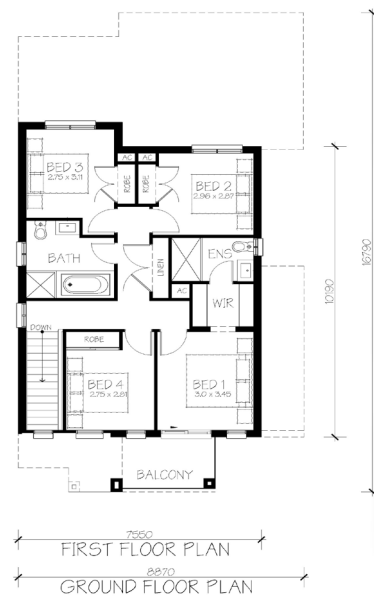 AC
AC
BED 3
2.75 x 3.11
ROBE
ROBE
BED 2
2.96 x 2.87
BATH
LINEN
ENS
AC
WIR
DOWN
ROBE
BED 4
2.75 x 2.81
BED 1
3.0 x 3.45
BALCONY
10190
16790
7550
FIRST FLOOR PLAN
8870
GROUND FLOOR PLAN